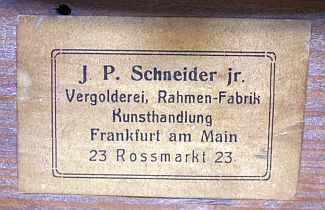 J. P. Schneider jr.
Vergolderei, Rahmen-Fabrik
Kunsthandlung
Frankfurt am Main
23 Rossmarkt 23